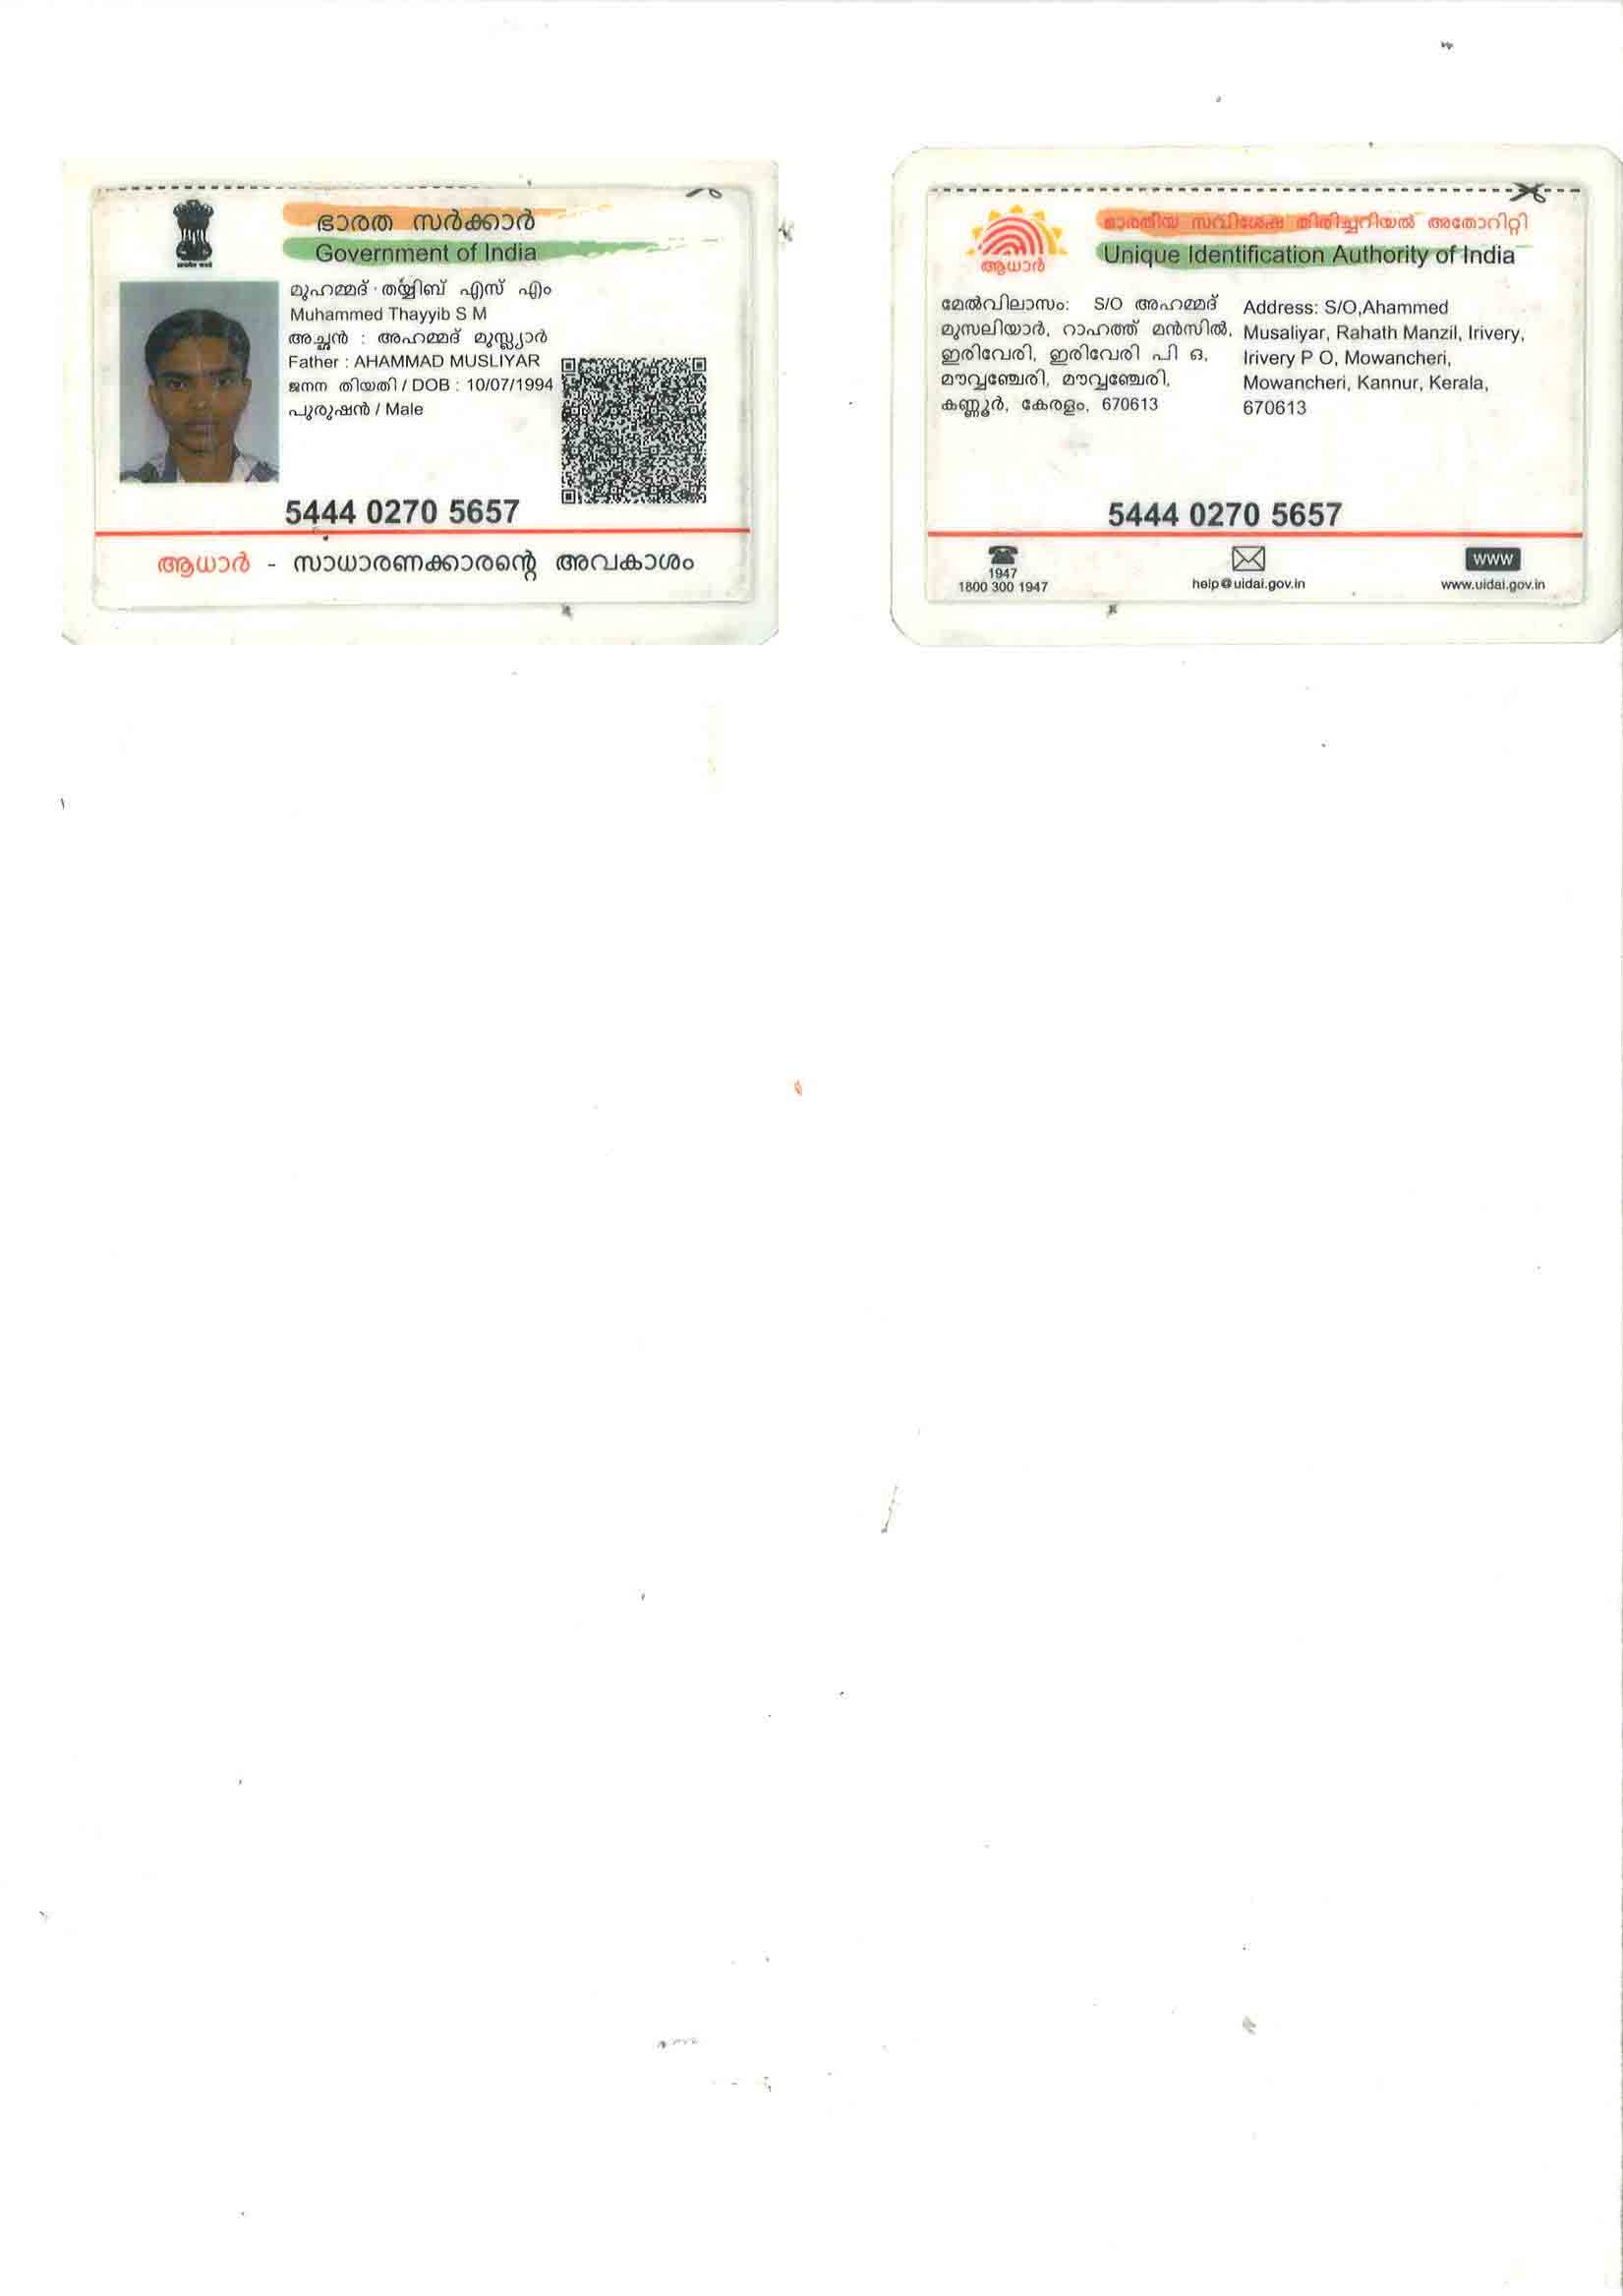 ഭാരത സർക്കാർ
Government of India
മുഹമ്മദ് തയ്യിബ് എസ് എം
Muhammed Thayyib S M
അച്ഛൻ : അഹമ്മദ് മുസ്ല്യാർ
Father : AHAMMAD MUSLIYAR
ജനന തിയതി / DOB : 10/07/1994
പുരുഷൻ / Male
5444 0270 5657
ആധാർ - സാധാരണക്കാരന്റെ അവകാശം
ഭാരതീയ സവിശേഷ തിരിച്ചറിയൽ അതോറിറ്റി
Unique Identification Authority of India
ആധാർ
മേൽവിലാസം: S/O അഹമ്മദ്
മുസലിയാർ, റാഹത്ത് മൻസിൽ,
ഇരിവേരി, ഇരിവേരി പി ഒ,
മൗവ്വഞ്ചേരി, മൗവ്വഞ്ചേരി,
കണ്ണൂർ, കേരളം, 670613
Address: S/O,Ahammed
Musaliyar, Rahath Manzil, Irivery,
Irivery P O, Mowancheri,
Mowancheri, Kannur, Kerala,
670613
5444 0270 5657
1947
1800 300 1947
help@uidai.gov.in
WWW
www.uidai.gov.in